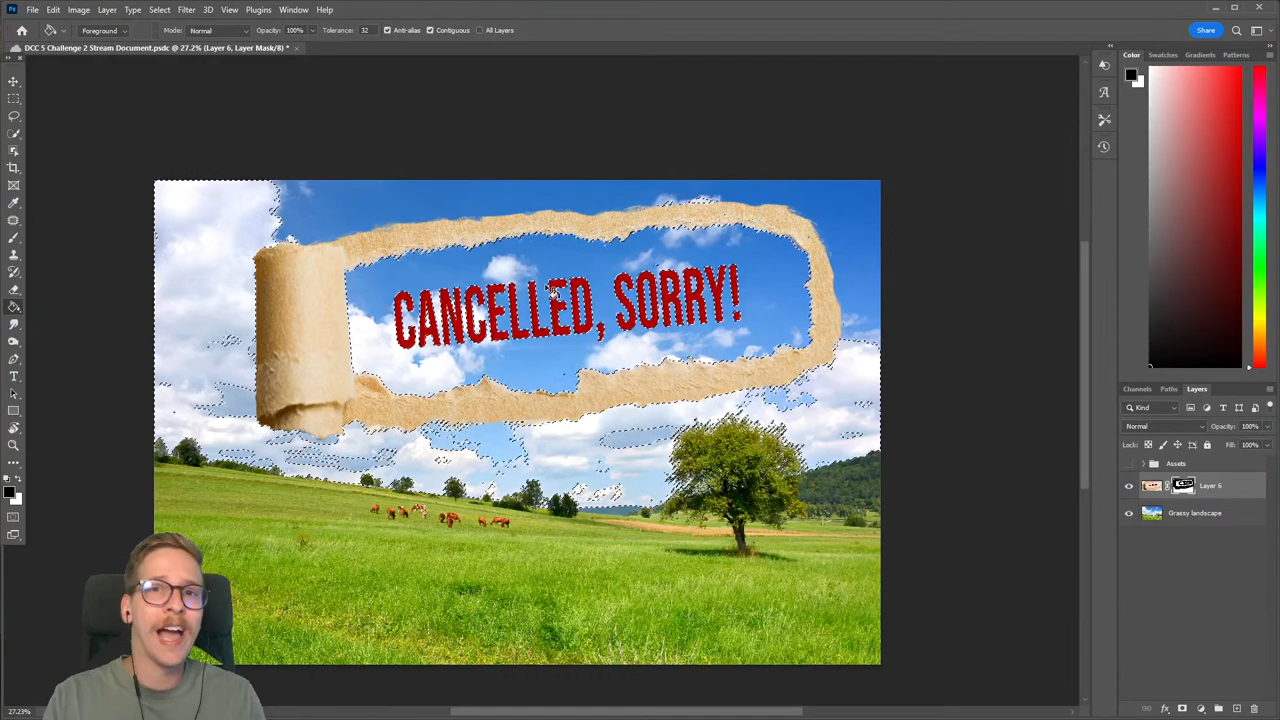 Ps File Edit Image Layer Type Select Filter 3D View Plugins Window Help
Foreground Mode: Normal Opacity: 100% Tolerance: 32 Anti-alias Contiguous All Layers Share
DCC 5 Challenge 2 Stream Document.psdc @ 27.2% (Layer 6, Layer Mask/8) *
Color Swatches Gradients Patterns
CANCELLED, SORRY!
Channels Paths Layers
Kind
Normal Opacity: 100%
Lock: Fill: 100%
Assets
Layer 6
Grassy landscape
27.23%